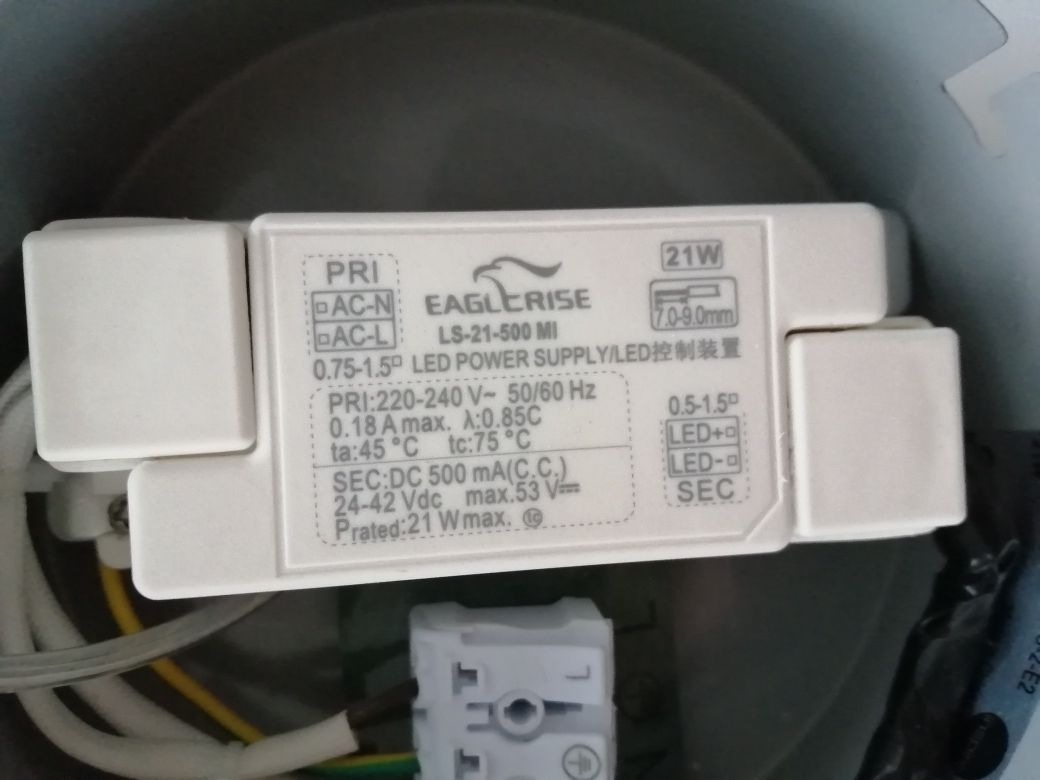 PRI
AC-N
AC-L
0.75-1.5
EAGLERISE
LS-21-500 MI
LED POWER SUPPLY/LED控制装置
21W
7.0-9.0mm
PRI:220-240 V~ 50/60 Hz
0.18 A max. λ:0.85C
ta:45 °C tc:75 °C
SEC:DC 500 mA(C.C.)
24-42 Vdc max.53 V⎓
Prated:21 W max. tc
0.5-1.5
LED+
LED-
SEC
L